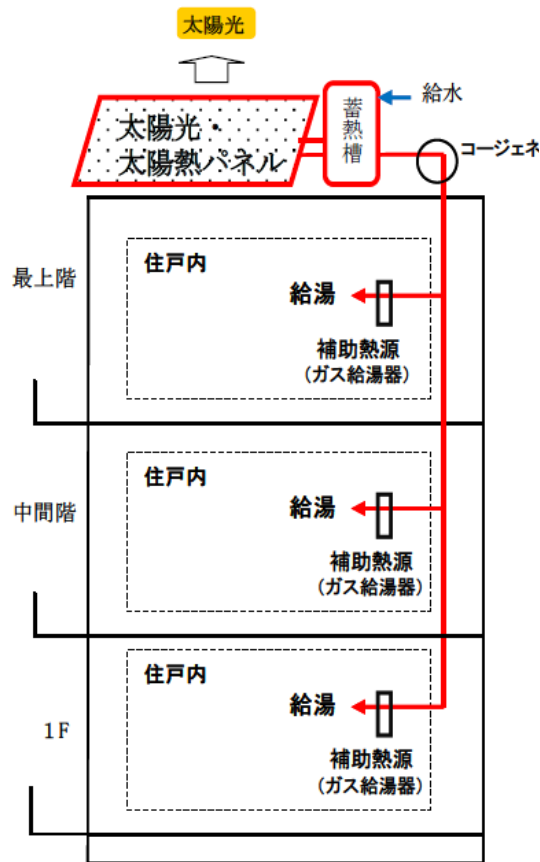 太陽光
太陽光・
太陽熱パネル
蓄熱槽
給水
コージェネ
最上階
住戸内
給湯
補助熱源
(ガス給湯器)
中間階
住戸内
給湯
補助熱源
(ガス給湯器)
1F
住戸内
給湯
補助熱源
(ガス給湯器)